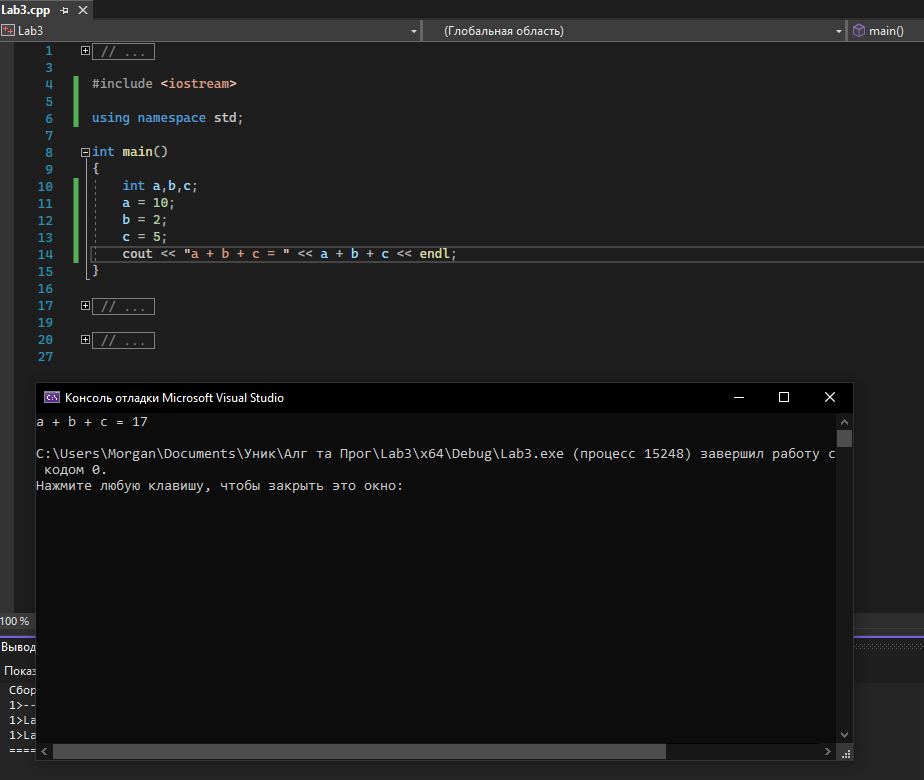 Lab3.cpp
Lab3 (Глобальная область) main()
1 // ...
3
4 #include <iostream>
5
6 using namespace std;
7
8 int main()
9 {
10 int a,b,c;
11 a = 10;
12 b = 2;
13 c = 5;
14 cout << "a + b + c = " << a + b + c << endl;
15 }
16
17 // ...
19
20 // ...
27
C:\ Консоль отладки Microsoft Visual Studio
a + b + c = 17
C:\Users\Morgan\Documents\Уник\Алг та Прог\Lab3\x64\Debug\Lab3.exe (процесс 15248) завершил работу с
кодом 0.
Нажмите любую клавишу, чтобы закрыть это окно:
100 %
Вывод
Показ
Сбор
1>--
1>La
1>La
====